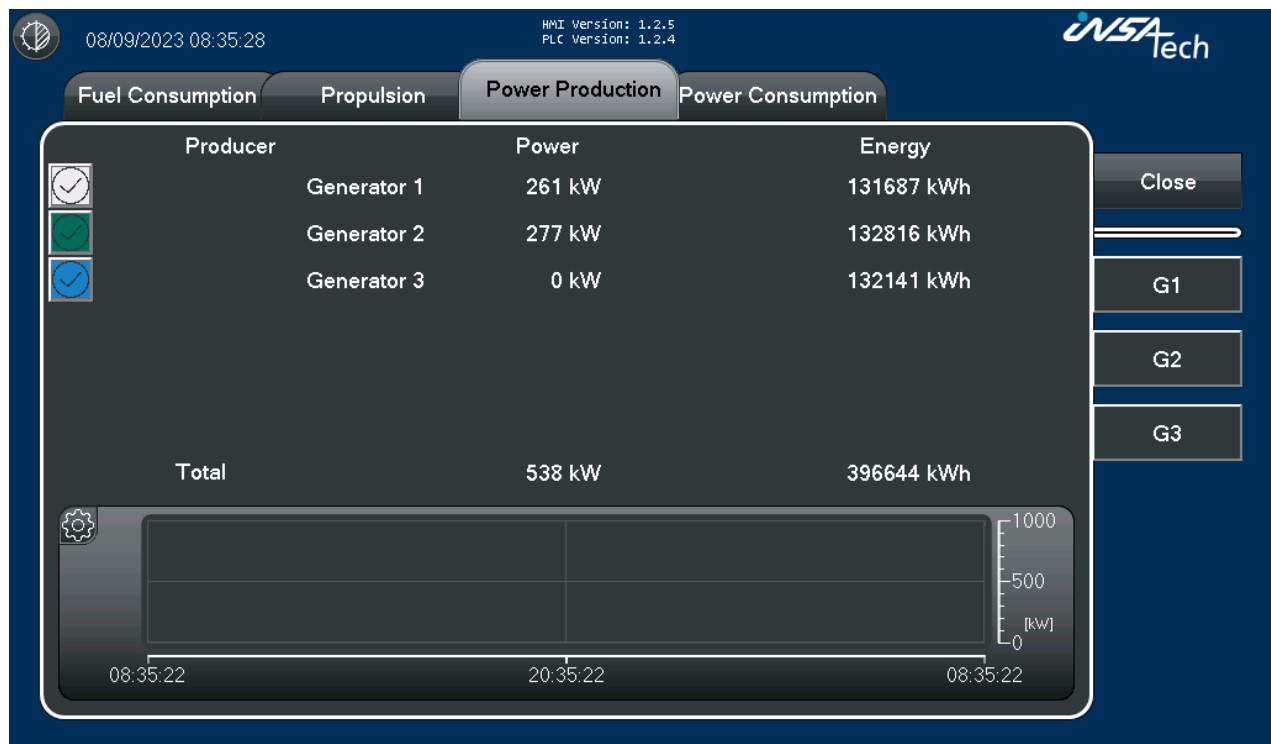 08/09/2023 08:35:28
HMI Version: 1.2.5
PLC Version: 1.2.4
iNSATech
Fuel Consumption Propulsion Power Production Power Consumption
Producer Power Energy
Generator 1 261 kW 131687 kWh
Close
Generator 2 277 kW 132816 kWh
Generator 3 0 kW 132141 kWh
G1
G2
G3
Total 538 kW 396644 kWh
1000
500
[kW]
0
08:35:22 20:35:22 08:35:22